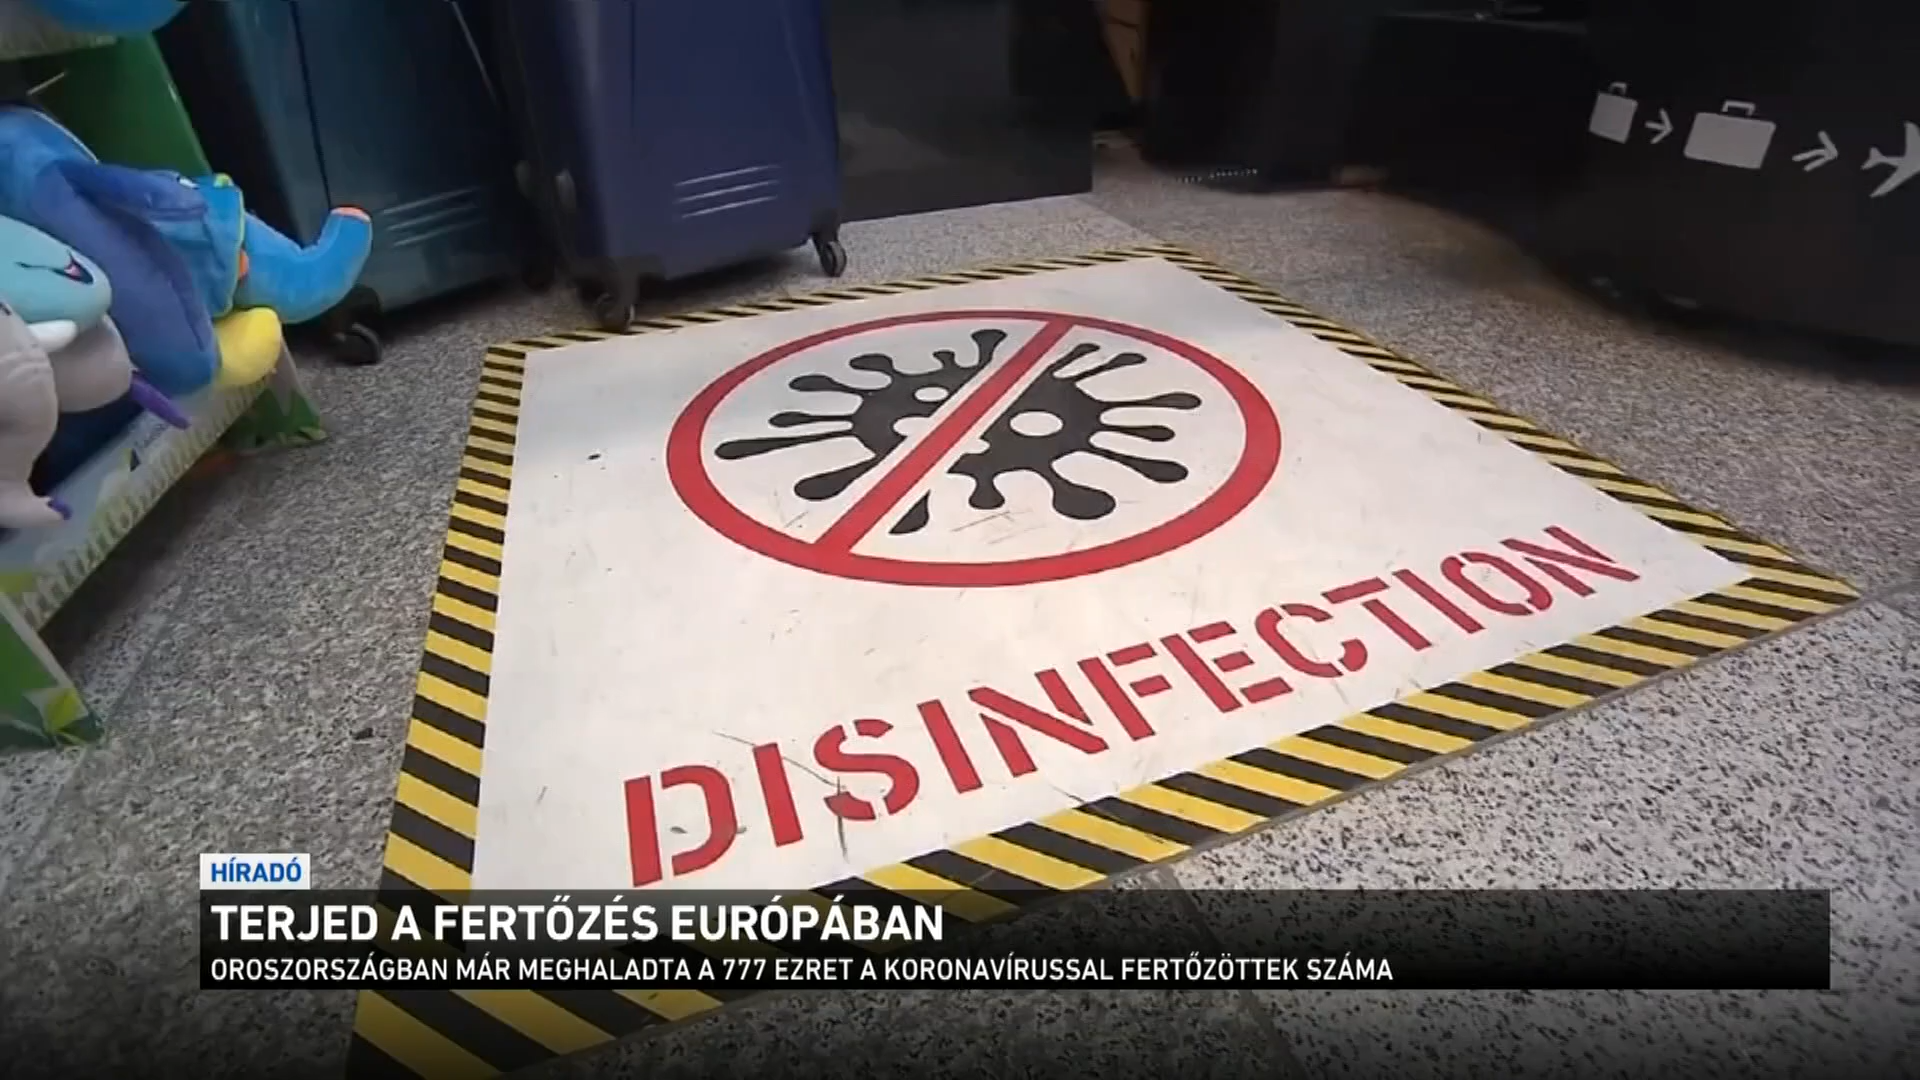 DISINFECTION
HÍRADÓ
TERJED A FERTŐZÉS EURÓPÁBAN
OROSZORSZÁGBAN MÁR MEGHALADTA A 777 EZRET A KORONAVÍRUSSAL FERTŐZÖTTEK SZÁMA